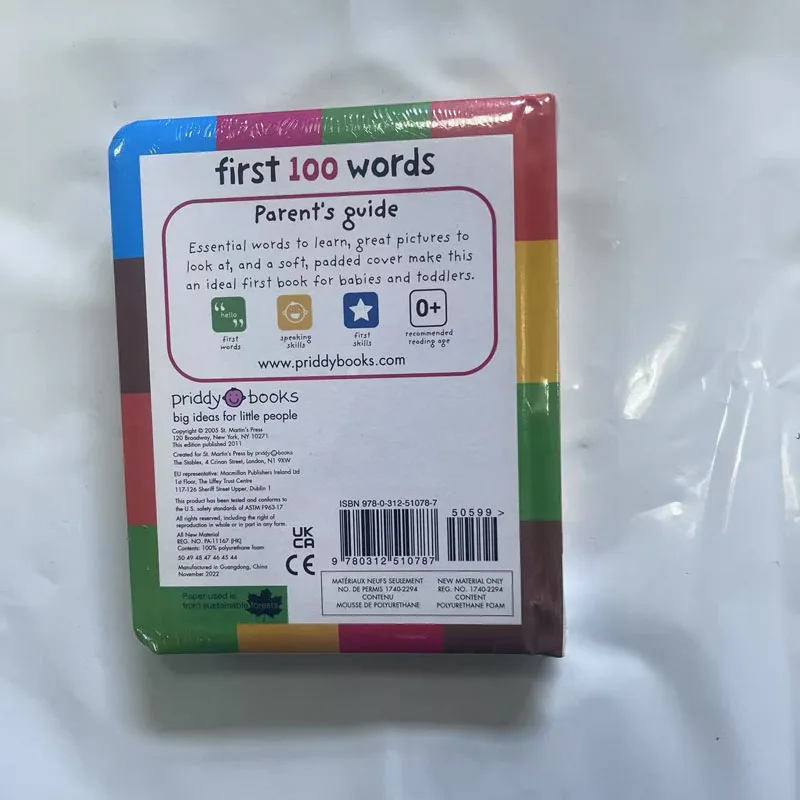 first 100 words
Parent's guide
Essential words to learn, great pictures to
look at, and a soft, padded cover make this
an ideal first book for babies and toddlers.
“ hello ”
first
words
speaking
skills
first
skills
0+
recommended
reading age
www.priddybooks.com
priddy books
big ideas for little people
Copyright © 2005 St. Martin's Press
120 Broadway, New York, NY 10271
This edition published 2011
Created for St. Martin's Press by priddy books
The Stables, 4 Crinan Street, London, N1 9XW
EU representative: Macmillan Publishers Ireland Ltd
1st Floor, The Liffey Trust Centre
117-126 Sheriff Street Upper, Dublin 1
This product has been tested and conforms to
the U.S. safety standards of ASTM F963-17
All rights reserved, including the right of
reproduction in whole or in part in any form.
All New Material
REG. NO. PA-11167 (HK)
Contents: 100% polyurethane foam
50 49 48 47 46 45 44
Manufactured in Guangdong, China
November 2022
UK
CA
CE
ISBN 978-0-312-51078-7
50599 >
9 780312 510787
MATÉRIAUX NEUFS SEULEMENT
NO. DE PERMIS 1740-2294
CONTENU
MOUSSE DE POLYURETHANE
NEW MATERIAL ONLY
REG. NO. 1740-2294
CONTENT
POLYURETHANE FOAM
Paper used is
from sustainable forests